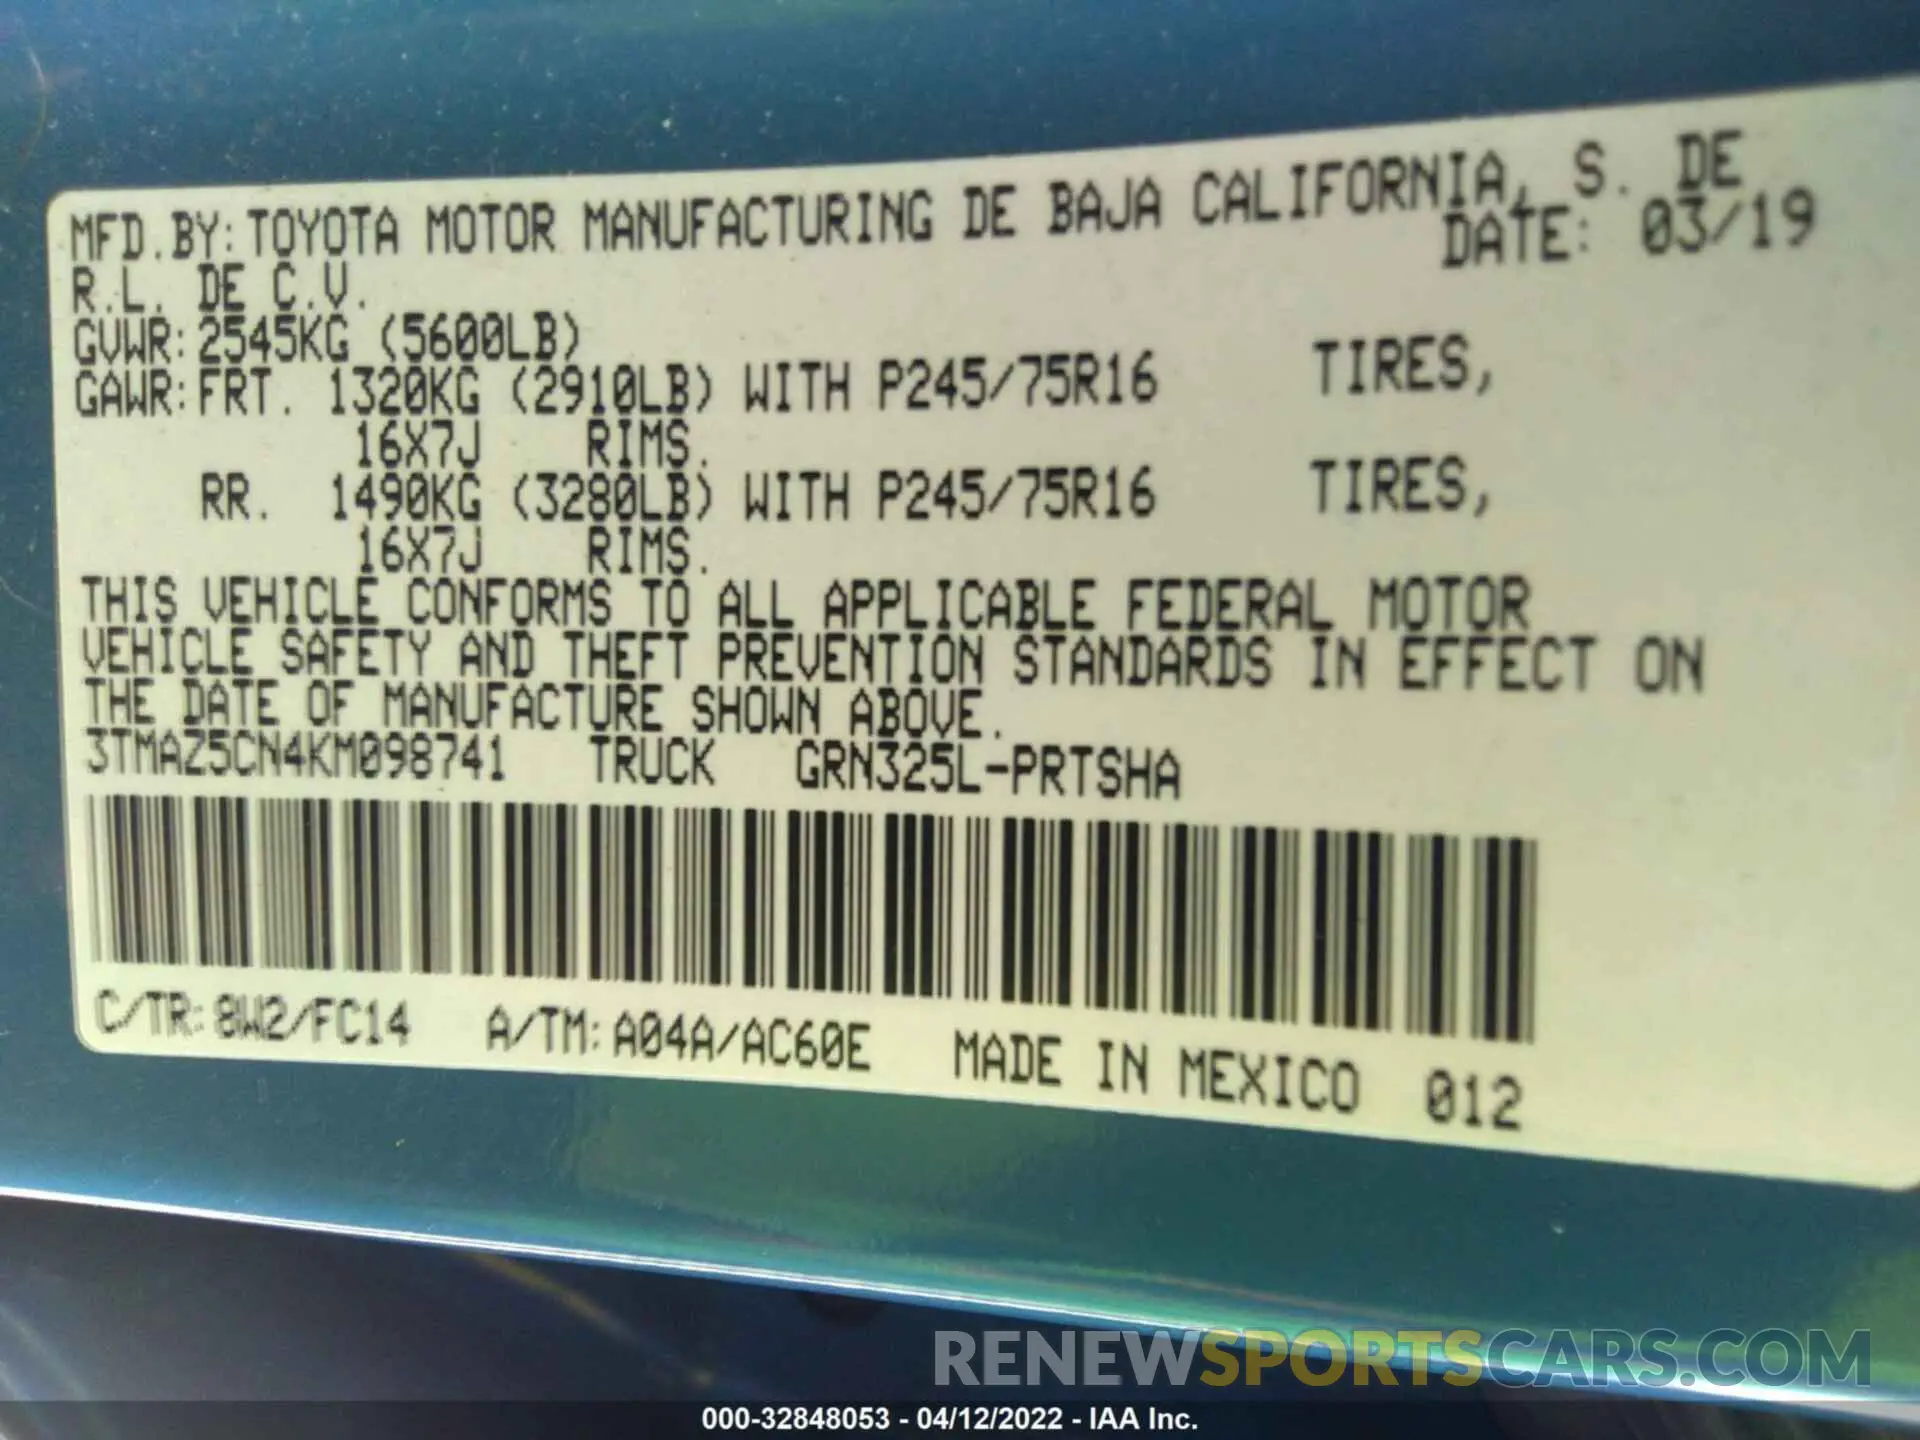 MFD.BY:TOYOTA MOTOR MANUFACTURING DE BAJA CALIFORNIA, S. DE
R.L. DE C.V. DATE: 03/19
GVWR:2545KG (5600LB)
GAWR:FRT. 1320KG (2910LB) WITH P245/75R16 TIRES,
16X7J RIMS.
RR. 1490KG (3280LB) WITH P245/75R16 TIRES,
16X7J RIMS.
THIS VEHICLE CONFORMS TO ALL APPLICABLE FEDERAL MOTOR
VEHICLE SAFETY AND THEFT PREVENTION STANDARDS IN EFFECT ON
THE DATE OF MANUFACTURE SHOWN ABOVE.
3TMAZ5CN4KM098741 TRUCK GRN325L-PRTSHA
C/TR:8W2/FC14 A/TM:A04A/AC60E MADE IN MEXICO 012
RENEWSPORTSCARS.COM
000-32848053 - 04/12/2022 - IAA Inc.